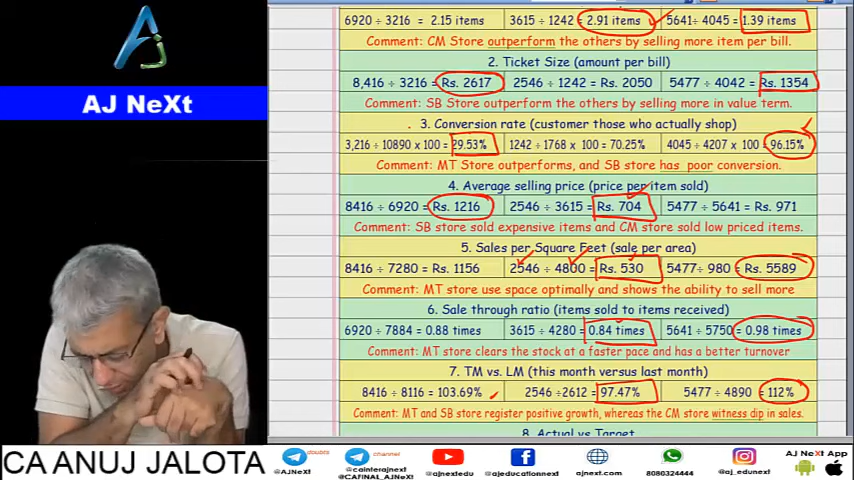 6920 ÷ 3216 = 2.15 items 3615 ÷ 1242 = 2.91 items 5641÷ 4045 = 1.39 items
Comment: CM Store outperform the others by selling more item per bill.
2. Ticket Size (amount per bill)
8,416 ÷ 3216 = Rs. 2617 2546 ÷ 1242 = Rs. 2050 5477 ÷ 4042 = Rs. 1354
Comment: SB Store outperform the others by selling more in value term.
3. Conversion rate (customer those who actually shop)
3,216 ÷ 10890 x 100 = 29.53% 1242 ÷ 1768 x 100 = 70.25% 4045 ÷ 4207 x 100 = 96.15%
Comment: MT Store outperforms, and SB store has poor conversion.
4. Average selling price (price per item sold)
8416 ÷ 6920 = Rs. 1216 2546 ÷ 3615 = Rs. 704 5477 ÷ 5641 = Rs. 971
Comment: SB store sold expensive items and CM store sold low priced items.
5. Sales per Square Feet (sale per area)
8416 ÷ 7280 = Rs. 1156 2546 ÷ 4800 = Rs. 530 5477÷ 980 = Rs. 5589
Comment: MT store use space optimally and shows the ability to sell more
6. Sale through ratio (items sold to items received)
6920 ÷ 7884 = 0.88 times 3615 ÷ 4280 = 0.84 times 5641 ÷ 5750 = 0.98 times
Comment: MT store clears the stock at a faster pace and has a better turnover
7. TM vs. LM (this month versus last month)
8416 ÷ 8116 = 103.69% 2546 ÷2612 = 97.47% 5477 ÷ 4890 = 112%
Comment: MT and SB store register positive growth, whereas the CM store witness dip in sales.
8. Actual vs Target
AJ NeXt
CA ANUJ JALOTA
doubts
@AJNeXt
channel
@cainterajnext
@CAFINAL_AJNeXt
@ajnextedu
@ajeducationnext
ajnext.com
8080324444
@aj_edunext
AJ NeXt App